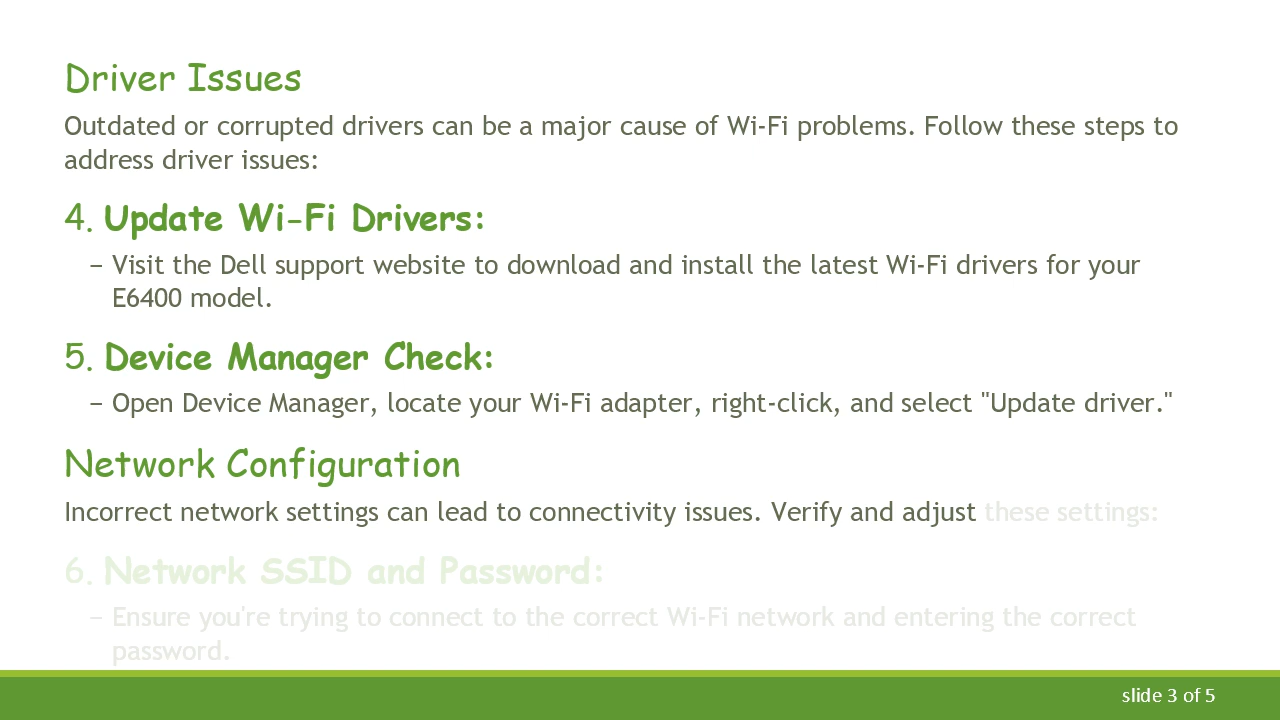 Driver Issues
Outdated or corrupted drivers can be a major cause of Wi-Fi problems. Follow these steps to
address driver issues:
4. Update Wi-Fi Drivers:
– Visit the Dell support website to download and install the latest Wi-Fi drivers for your
E6400 model.
5. Device Manager Check:
– Open Device Manager, locate your Wi-Fi adapter, right-click, and select "Update driver."
Network Configuration
Incorrect network settings can lead to connectivity issues. Verify and adjust these settings:
6. Network SSID and Password:
– Ensure you're trying to connect to the correct Wi-Fi network and entering the correct
password.
slide 3 of 5